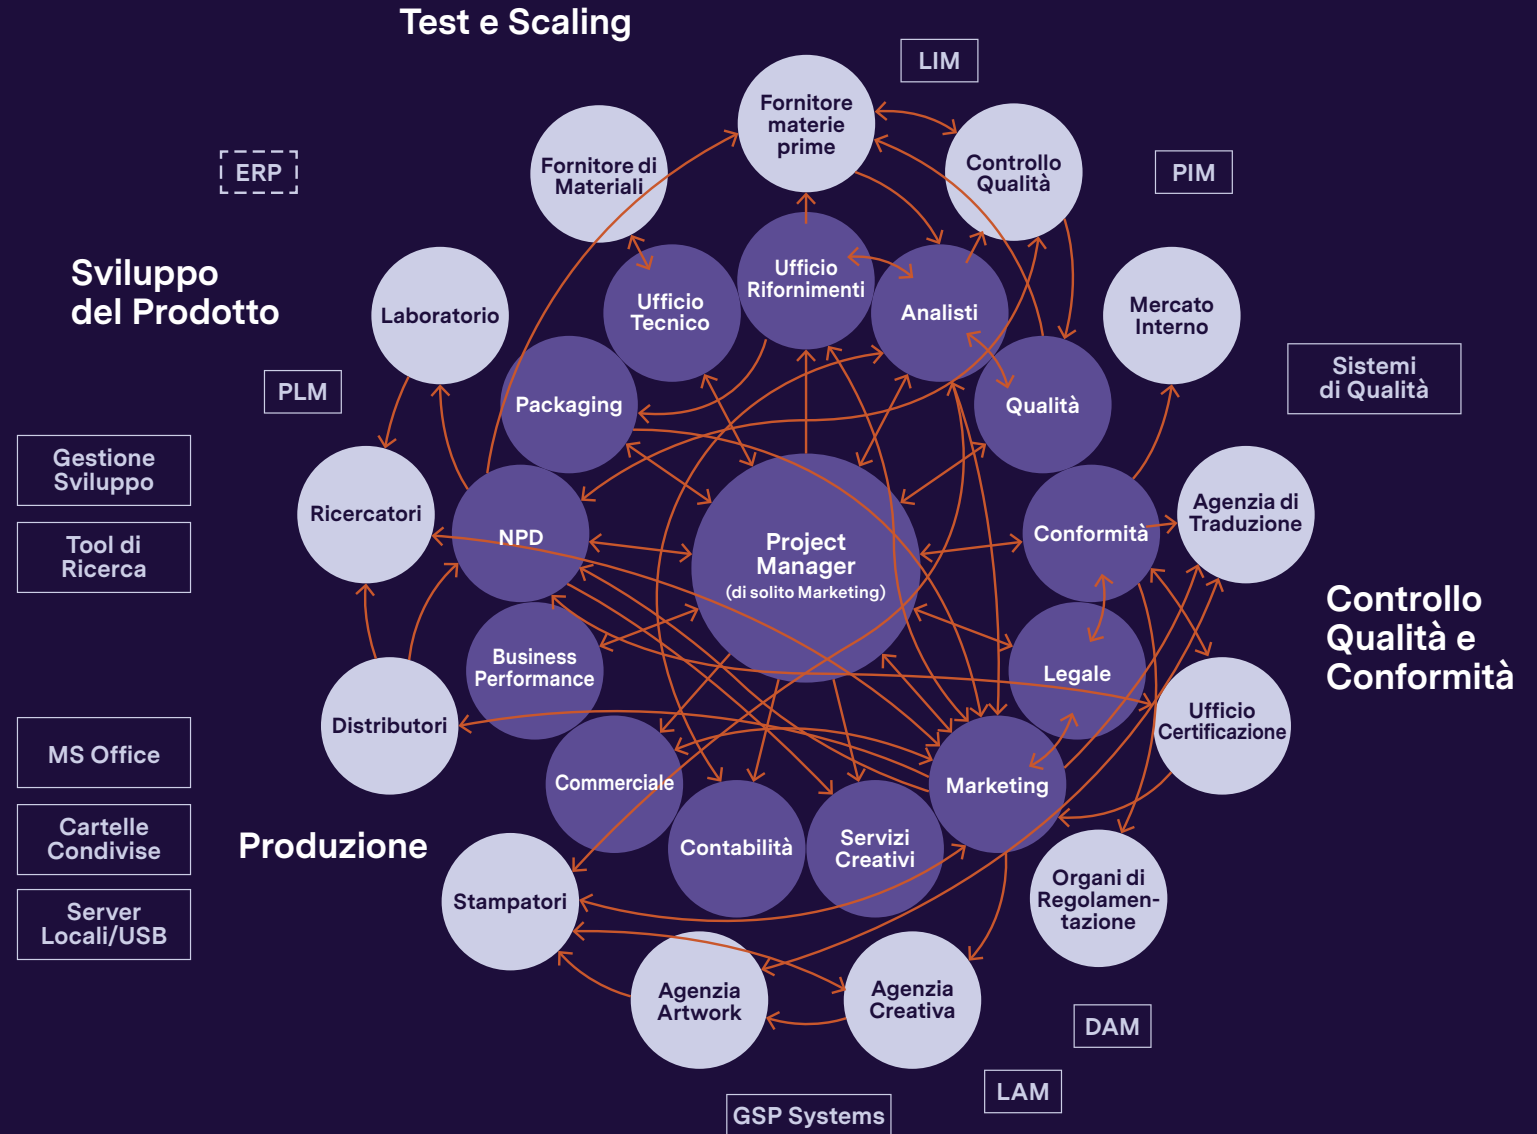 Test e Scaling
LIM
Fornitore
materie
prime
Fornitore di
Materiali
Controllo
Qualità
ERP
PIM
Sviluppo
del Prodotto
Laboratorio
Ufficio
Tecnico
Ufficio
Rifornimenti
Analisti
Mercato
Interno
PLM
Packaging
Qualità
Sistemi
di Qualità
Gestione
Sviluppo
Tool di
Ricerca
Ricercatori
NPD
Project
Manager
(di solito Marketing)
Conformità
Agenzia di
Traduzione
Controllo
Qualità e
Conformità
Business
Performance
Legale
Distributori
Ufficio
Certificazione
MS Office
Commerciale
Marketing
Cartelle
Condivise
Produzione
Contabilità
Servizi
Creativi
Server
Locali/USB
Stampatori
Organi di
Regolamen-
tazione
Agenzia
Artwork
Agenzia
Creativa
DAM
LAM
GSP Systems